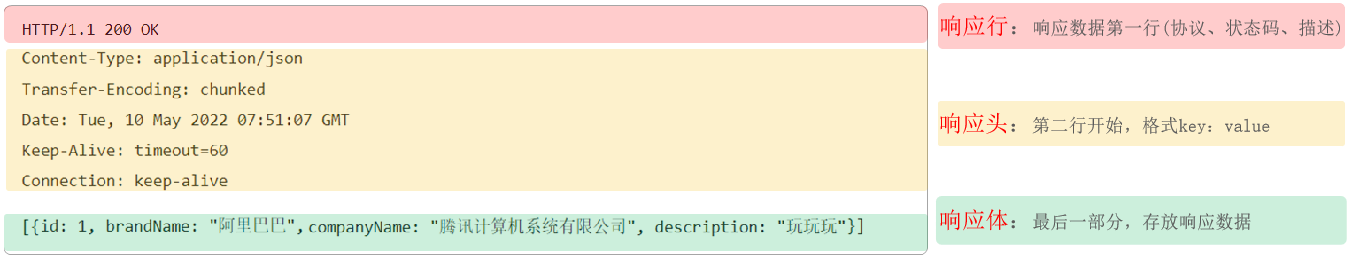 HTTP/1.1 200 OK
Content-Type: application/json
Transfer-Encoding: chunked
Date: Tue, 10 May 2022 07:51:07 GMT
Keep-Alive: timeout=60
Connection: keep-alive
[{id: 1, brandName: "阿里巴巴",companyName: "腾讯计算机系统有限公司", description: "玩玩玩"}]
响应行：响应数据第一行(协议、状态码、描述)
响应头：第二行开始，格式key：value
响应体：最后一部分，存放响应数据